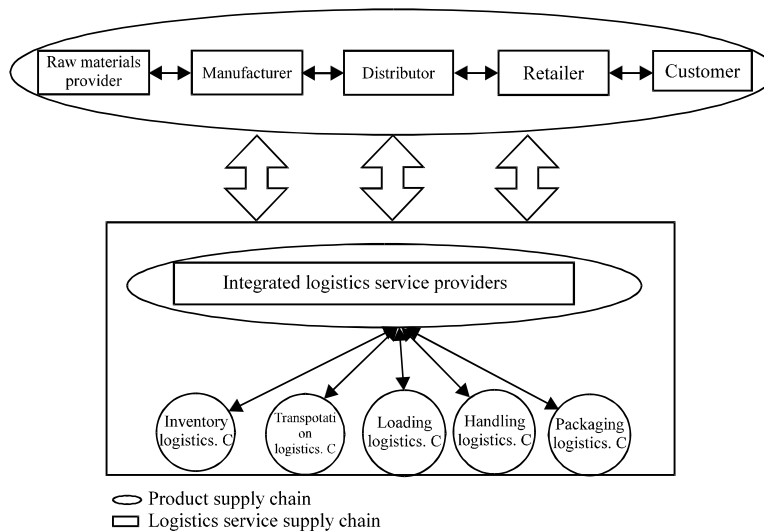 Raw materials
provider
Manufacturer
Distributor
Retailer
Customer
Integrated logistics service providers
Inventory
logistics. C
Transpotati
on
logistics. C
Loading
logistics. C
Handling
logistics. C
Packaging
logistics. C
Product supply chain
Logistics service supply chain